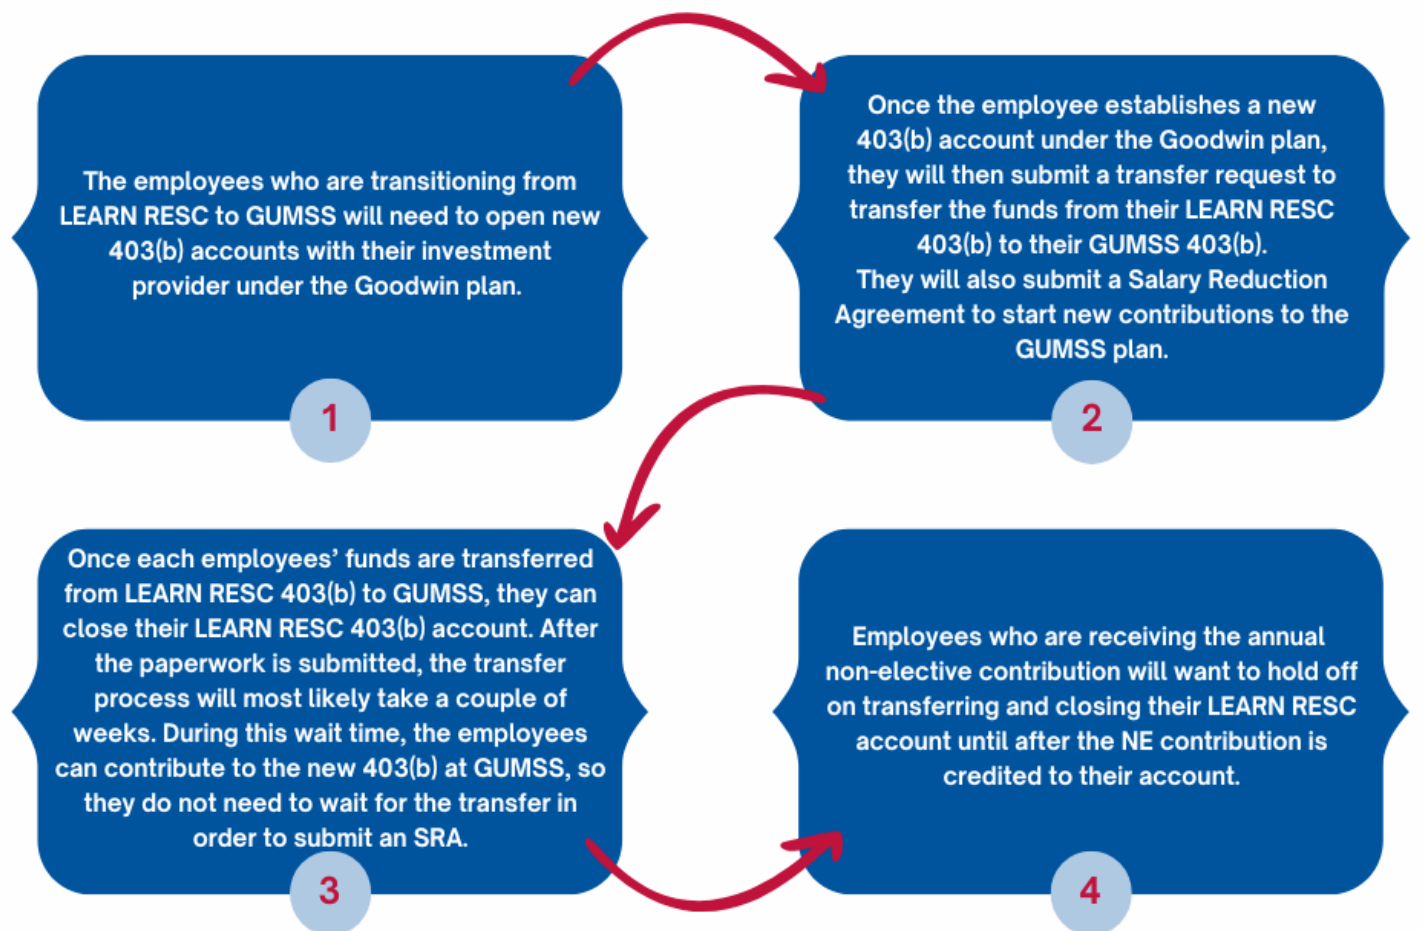 The employees who are transitioning from
LEARN RESC to GUMSS will need to open new
403(b) accounts with their investment
provider under the Goodwin plan.
1
Once the employee establishes a new
403(b) account under the Goodwin plan,
they will then submit a transfer request to
transfer the funds from their LEARN RESC
403(b) to their GUMSS 403(b).
They will also submit a Salary Reduction
Agreement to start new contributions to the
GUMSS plan.
2
Once each employees’ funds are transferred
from LEARN RESC 403(b) to GUMSS, they can
close their LEARN RESC 403(b) account. After
the paperwork is submitted, the transfer
process will most likely take a couple of
weeks. During this wait time, the employees
can contribute to the new 403(b) at GUMSS, so
they do not need to wait for the transfer in
order to submit an SRA.
3
Employees who are receiving the annual
non-elective contribution will want to hold off
on transferring and closing their LEARN RESC
account until after the NE contribution is
credited to their account.
4